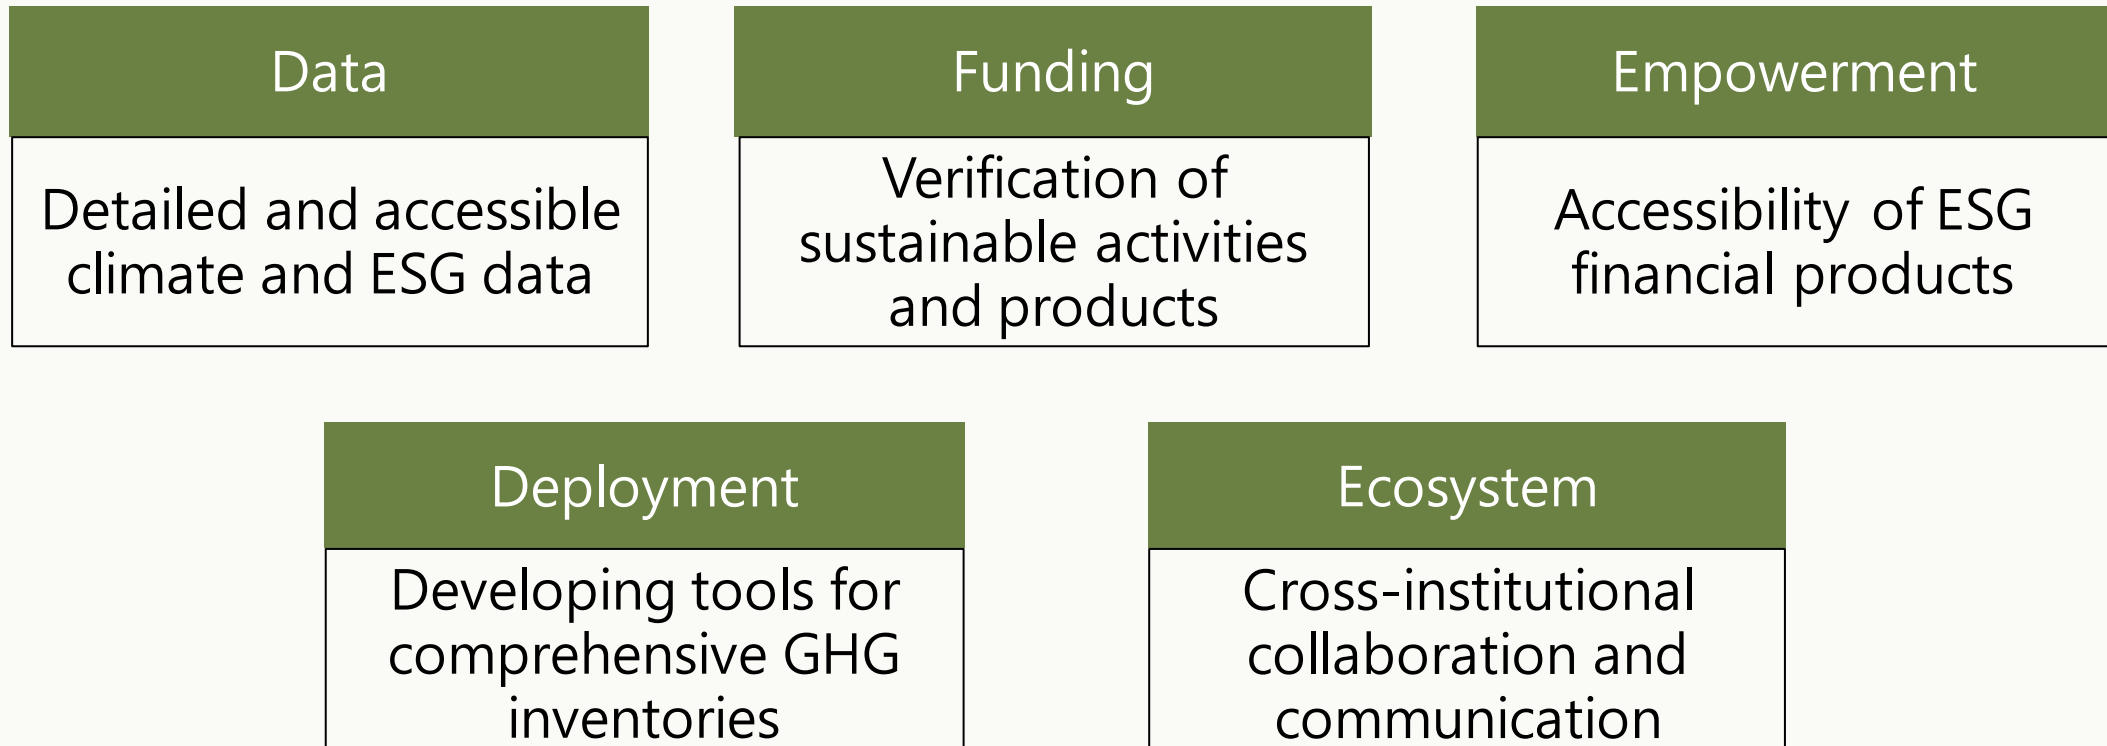 Data
Detailed and accessible
climate and ESG data
Funding
Verification of
sustainable activities
and products
Empowerment
Accessibility of ESG
financial products
Deployment
Developing tools for
comprehensive GHG
inventories
Ecosystem
Cross-institutional
collaboration and
communication